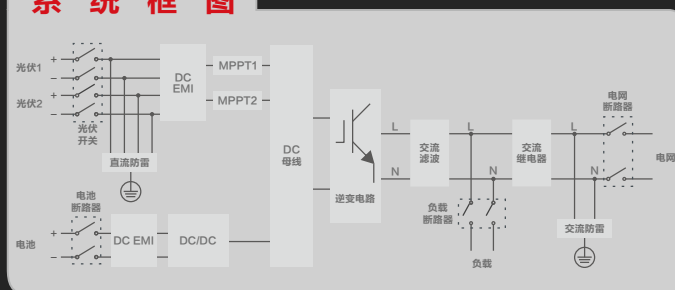 系 统 框 图
光伏1
+
−
光伏2
+
−
光伏
开关
直流防雷
DC
EMI
MPPT1
MPPT2
DC
母线
逆变电路
L
N
交流
滤波
L
N
交流
继电器
L
N
电网
断路器
电网
负载
断路器
负载
交流防雷
电池
断路器
电池
+
−
DC EMI
DC/DC